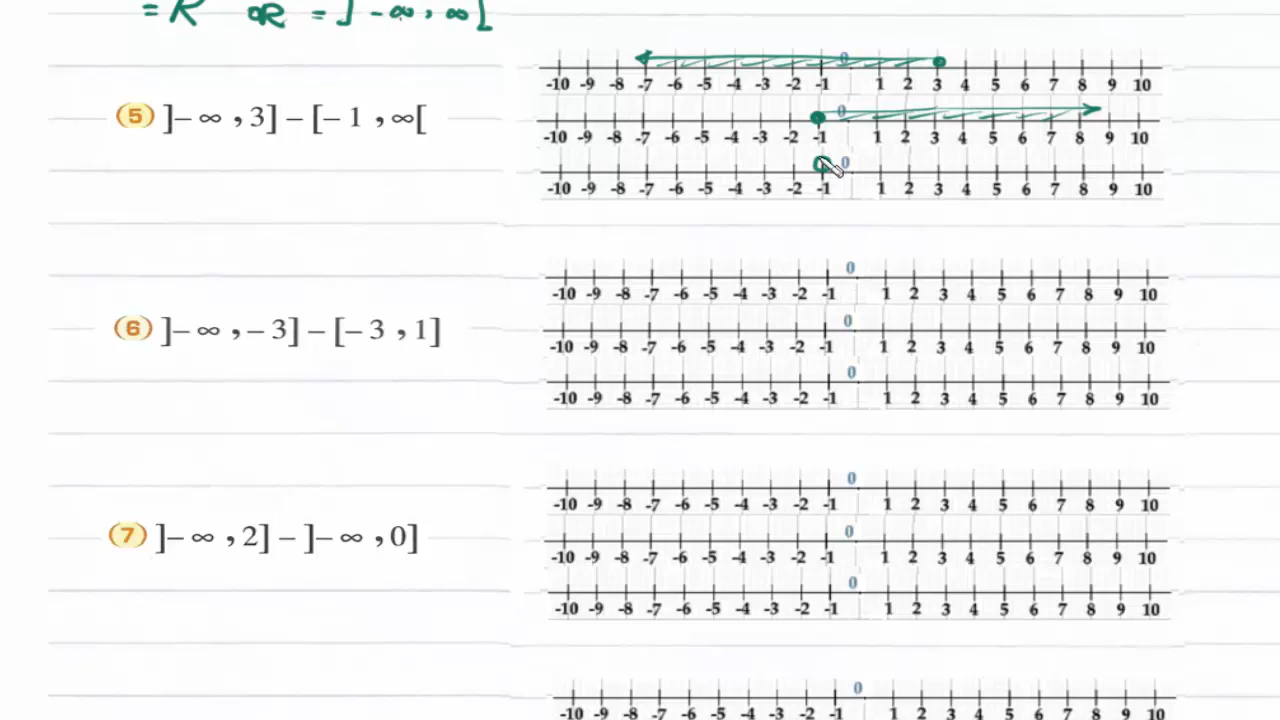 = R OR = ]-∞, ∞[
0
-10 -9 -8 -7 -6 -5 -4 -3 -2 -1 1 2 3 4 5 6 7 8 9 10
(5) ]– ∞ , 3] – [– 1 , ∞[
0
-10 -9 -8 -7 -6 -5 -4 -3 -2 -1 1 2 3 4 5 6 7 8 9 10
0
-10 -9 -8 -7 -6 -5 -4 -3 -2 -1 1 2 3 4 5 6 7 8 9 10
0
-10 -9 -8 -7 -6 -5 -4 -3 -2 -1 1 2 3 4 5 6 7 8 9 10
(6) ]– ∞ , – 3] – [– 3 , 1]
0
-10 -9 -8 -7 -6 -5 -4 -3 -2 -1 1 2 3 4 5 6 7 8 9 10
0
-10 -9 -8 -7 -6 -5 -4 -3 -2 -1 1 2 3 4 5 6 7 8 9 10
0
-10 -9 -8 -7 -6 -5 -4 -3 -2 -1 1 2 3 4 5 6 7 8 9 10
(7) ]– ∞ , 2] – ]– ∞ , 0]
0
-10 -9 -8 -7 -6 -5 -4 -3 -2 -1 1 2 3 4 5 6 7 8 9 10
0
-10 -9 -8 -7 -6 -5 -4 -3 -2 -1 1 2 3 4 5 6 7 8 9 10
0
-10 -9 -8 -7 -6 -5 -4 -3 -2 -1 1 2 3 4 5 6 7 8 9 10